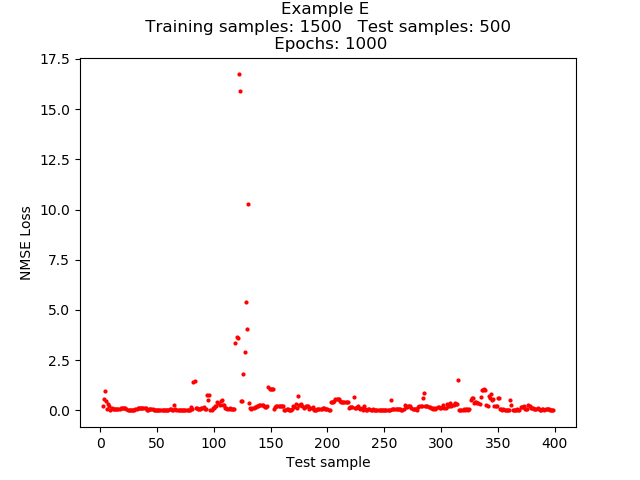 Example E
Training samples: 1500   Test samples: 500
Epochs: 1000
17.5
15.0
12.5
10.0
7.5
5.0
2.5
0.0
NMSE Loss
0 50 100 150 200 250 300 350 400
Test sample